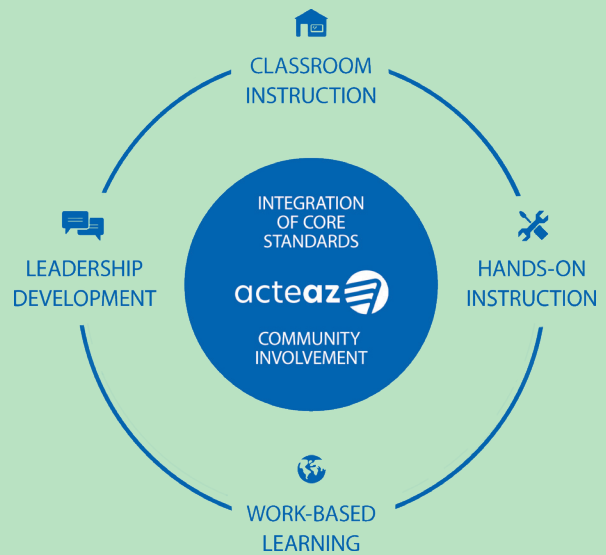 CLASSROOM
INSTRUCTION
INTEGRATION
OF CORE
STANDARDS
acteaz
COMMUNITY
INVOLVEMENT
LEADERSHIP
DEVELOPMENT
HANDS-ON
INSTRUCTION
WORK-BASED
LEARNING